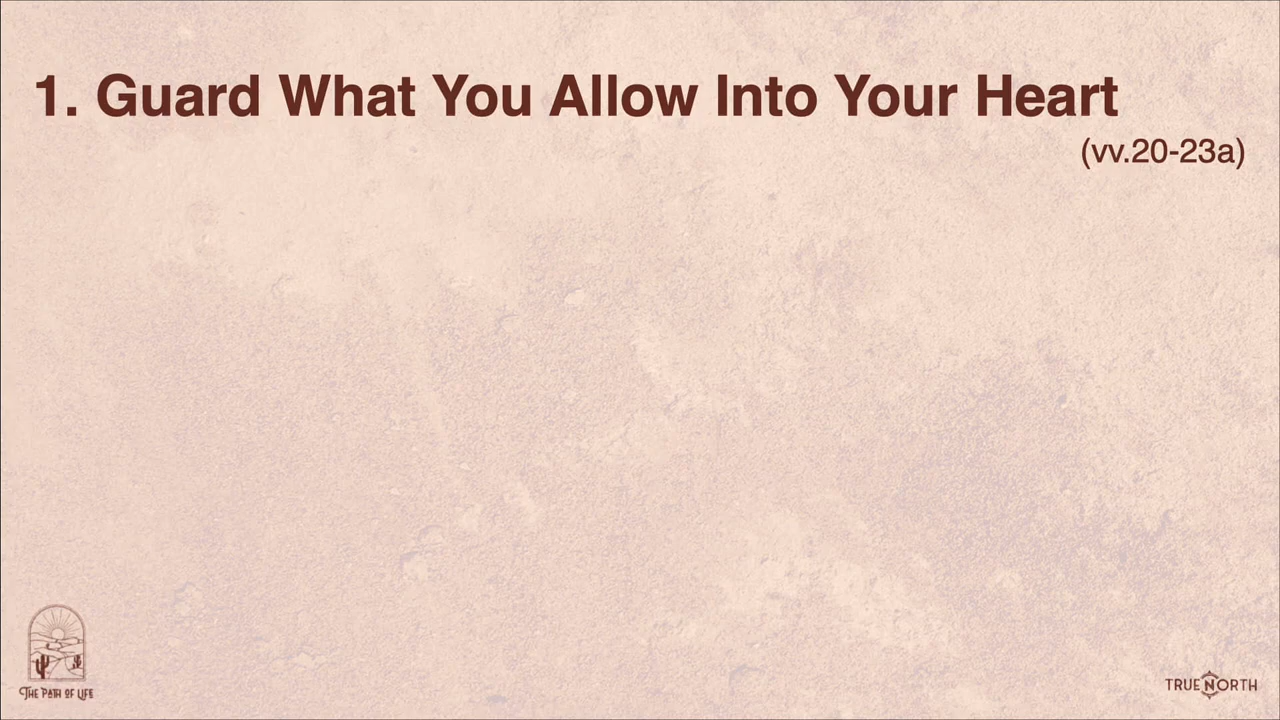 1. Guard What You Allow Into Your Heart
(vv.20-23a)
THE PATH OF LIFE
TRUE NORTH